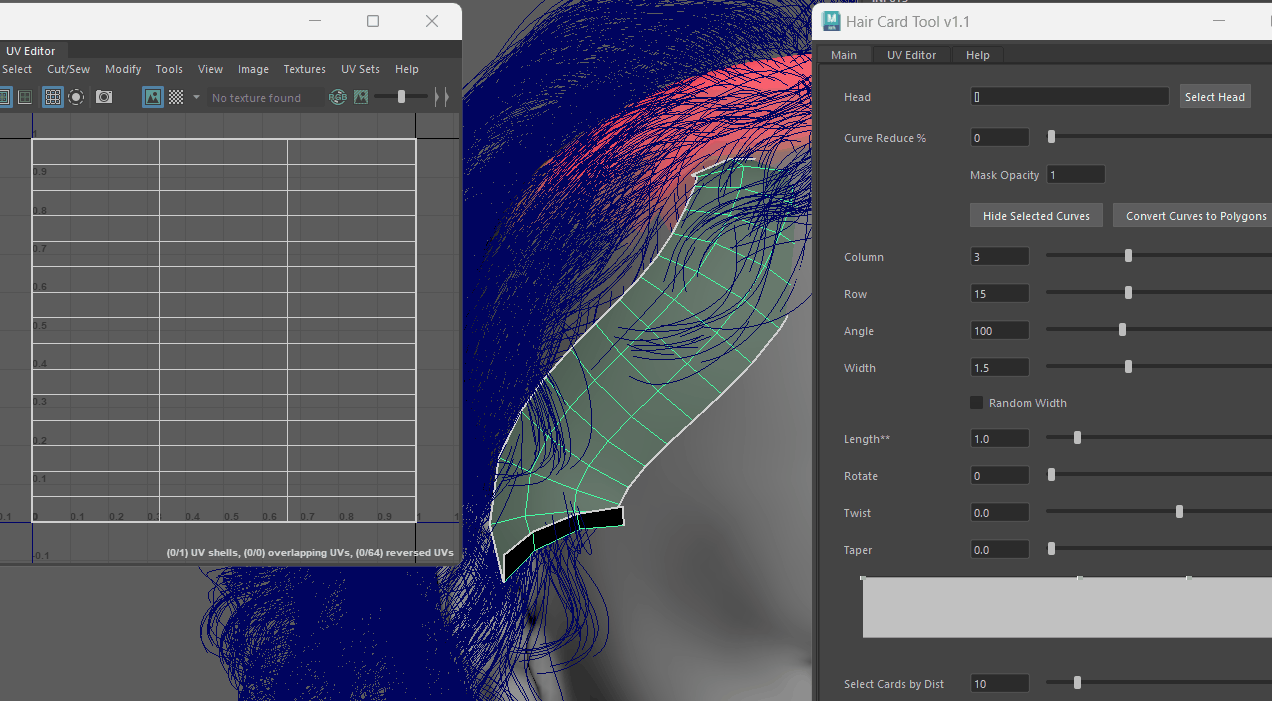 UV Editor
Select Cut/Sew Modify Tools View Image Textures UV Sets Help
No texture found RGB
1
0.9
0.8
0.7
0.6
0.5
0.4
0.3
0.2
0.1
0.1 0 0.1 0.2 0.3 0.4 0.5 0.6 0.7 0.8 0.9 1
-0.1
(0/1) UV shells, (0/0) overlapping UVs, (0/64) reversed UVs
M
Hair Card Tool v1.1
Main UV Editor Help
Head [] Select Head
Curve Reduce % 0
Mask Opacity 1
Hide Selected Curves Convert Curves to Polygons
Column 3
Row 15
Angle 100
Width 1.5
Random Width
Length** 1.0
Rotate 0
Twist 0.0
Taper 0.0
Select Cards by Dist 10